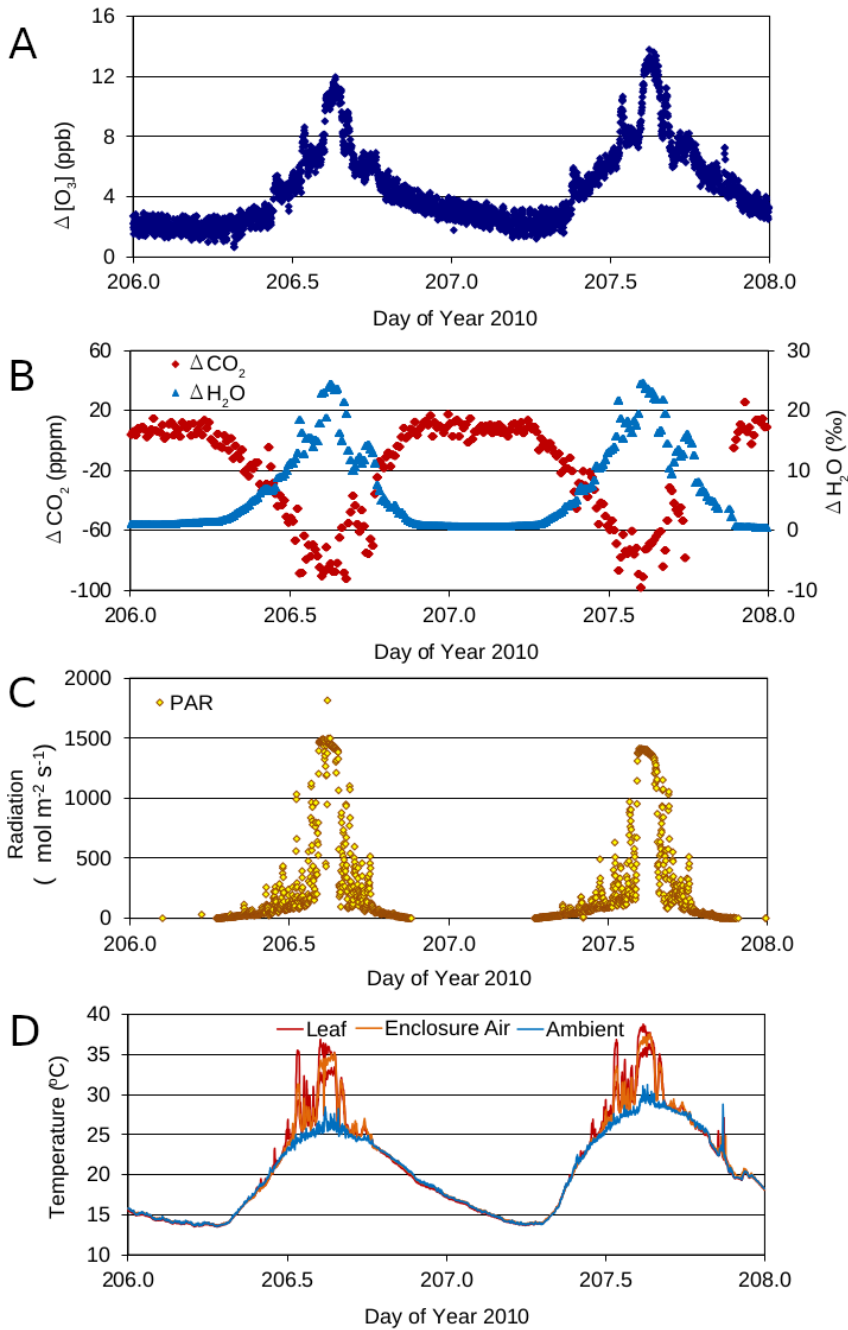 A
16
12
8
4
0
Δ [O3] (ppb)
206.0 206.5 207.0 207.5 208.0
Day of Year 2010
B
60
20
-20
-60
-100
Δ CO2 (pppm)
Δ CO2
Δ H2O
30
20
10
0
-10
Δ H2O (‰)
206.0 206.5 207.0 207.5 208.0
Day of Year 2010
C
2000
1500
1000
500
0
Radiation
( mol m-2 s-1)
PAR
206.0 206.5 207.0 207.5 208.0
Day of Year 2010
D
40
35
30
25
20
15
10
Temperature (ºC)
Leaf Enclosure Air Ambient
206.0 206.5 207.0 207.5 208.0
Day of Year 2010